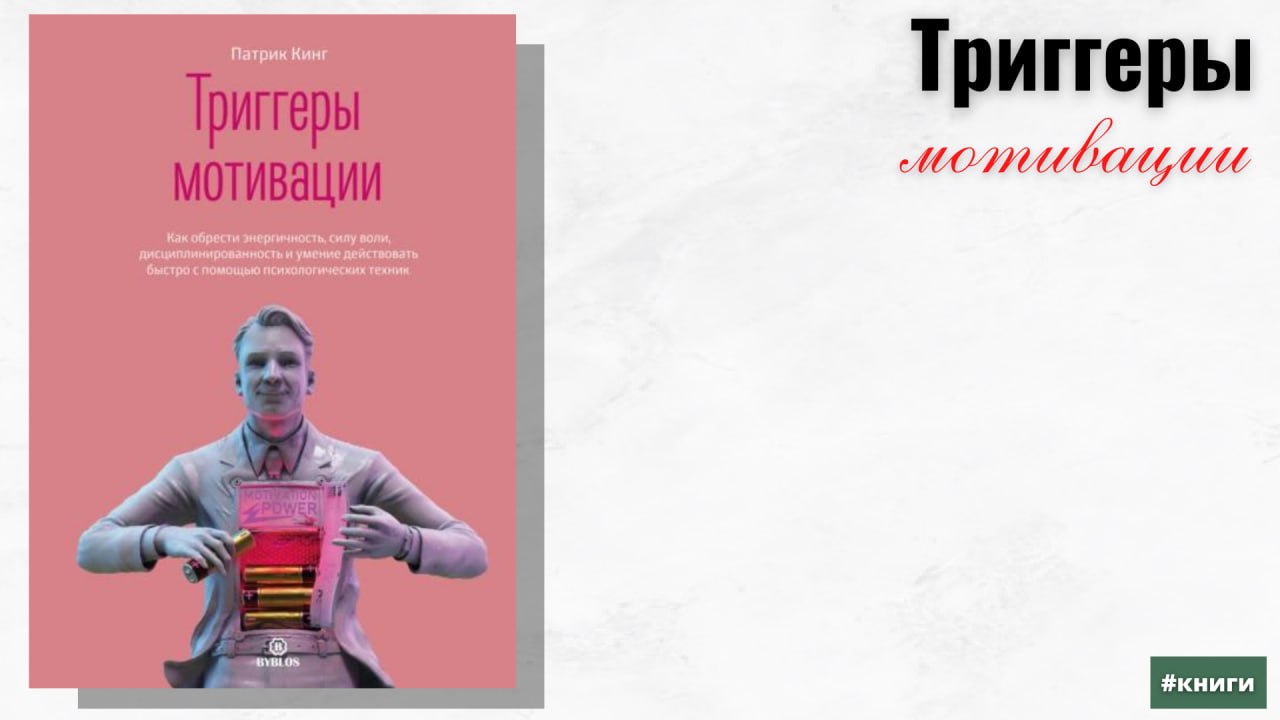 Патрик Кинг
Триггеры
мотивации
Как обрести энергичность, силу воли,
дисциплинированность и умение действовать
быстро с помощью психологических техник
MOTIVATION
POWER
BYBLOS
Триггеры
мотивации
#книги